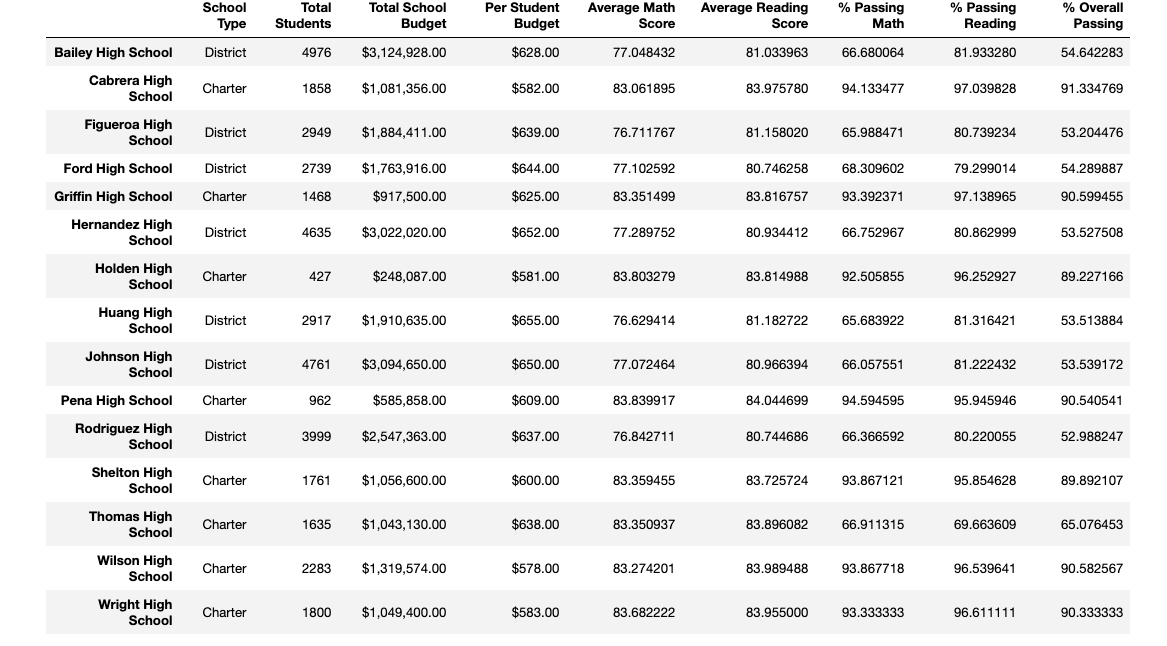 School Type Total Students Total School Budget Per Student Budget Average Math Score Average Reading Score % Passing Math % Passing Reading % Overall Passing
Bailey High School District 4976 $3,124,928.00 $628.00 77.048432 81.033963 66.680064 81.933280 54.642283
Cabrera High School Charter 1858 $1,081,356.00 $582.00 83.061895 83.975780 94.133477 97.039828 91.334769
Figueroa High School District 2949 $1,884,411.00 $639.00 76.711767 81.158020 65.988471 80.739234 53.204476
Ford High School District 2739 $1,763,916.00 $644.00 77.102592 80.746258 68.309602 79.299014 54.289887
Griffin High School Charter 1468 $917,500.00 $625.00 83.351499 83.816757 93.392371 97.138965 90.599455
Hernandez High School District 4635 $3,022,020.00 $652.00 77.289752 80.934412 66.752967 80.862999 53.527508
Holden High School Charter 427 $248,087.00 $581.00 83.803279 83.814988 92.505855 96.252927 89.227166
Huang High School District 2917 $1,910,635.00 $655.00 76.629414 81.182722 65.683922 81.316421 53.513884
Johnson High School District 4761 $3,094,650.00 $650.00 77.072464 80.966394 66.057551 81.222432 53.539172
Pena High School Charter 962 $585,858.00 $609.00 83.839917 84.044699 94.594595 95.945946 90.540541
Rodriguez High School District 3999 $2,547,363.00 $637.00 76.842711 80.744686 66.366592 80.220055 52.988247
Shelton High School Charter 1761 $1,056,600.00 $600.00 83.359455 83.725724 93.867121 95.854628 89.892107
Thomas High School Charter 1635 $1,043,130.00 $638.00 83.350937 83.896082 66.911315 69.663609 65.076453
Wilson High School Charter 2283 $1,319,574.00 $578.00 83.274201 83.989488 93.867718 96.539641 90.582567
Wright High School Charter 1800 $1,049,400.00 $583.00 83.682222 83.955000 93.333333 96.611111 90.333333